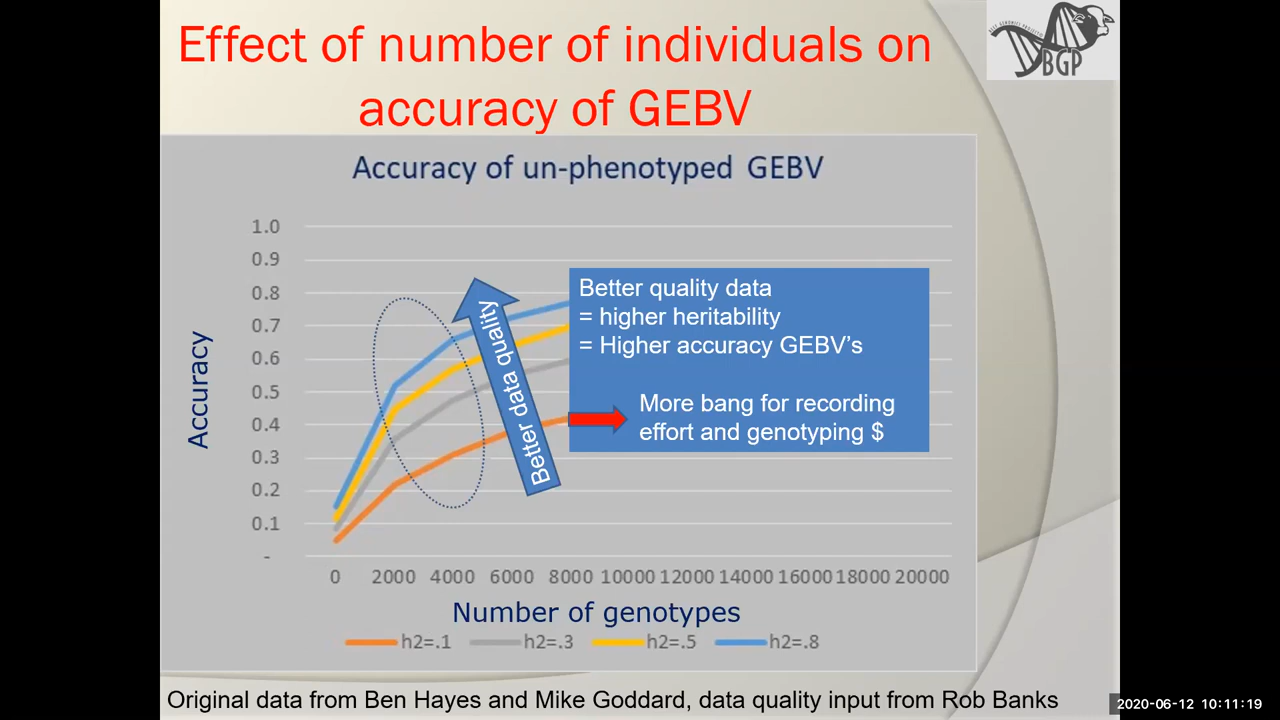 Effect of number of individuals on
accuracy of GEBV
BGP
Accuracy of un-phenotyped GEBV
1.0
0.9
0.8
0.7
0.6
0.5
0.4
0.3
0.2
0.1
-
Accuracy
Better data quality
Better quality data
= higher heritability
= Higher accuracy GEBV's
More bang for recording
effort and genotyping $
0 2000 4000 6000 8000 10000 12000 14000 16000 18000 20000
Number of genotypes
h2=.1 h2=.3 h2=.5 h2=.8
Original data from Ben Hayes and Mike Goddard, data quality input from Rob Banks
2020-06-12 10:11:19